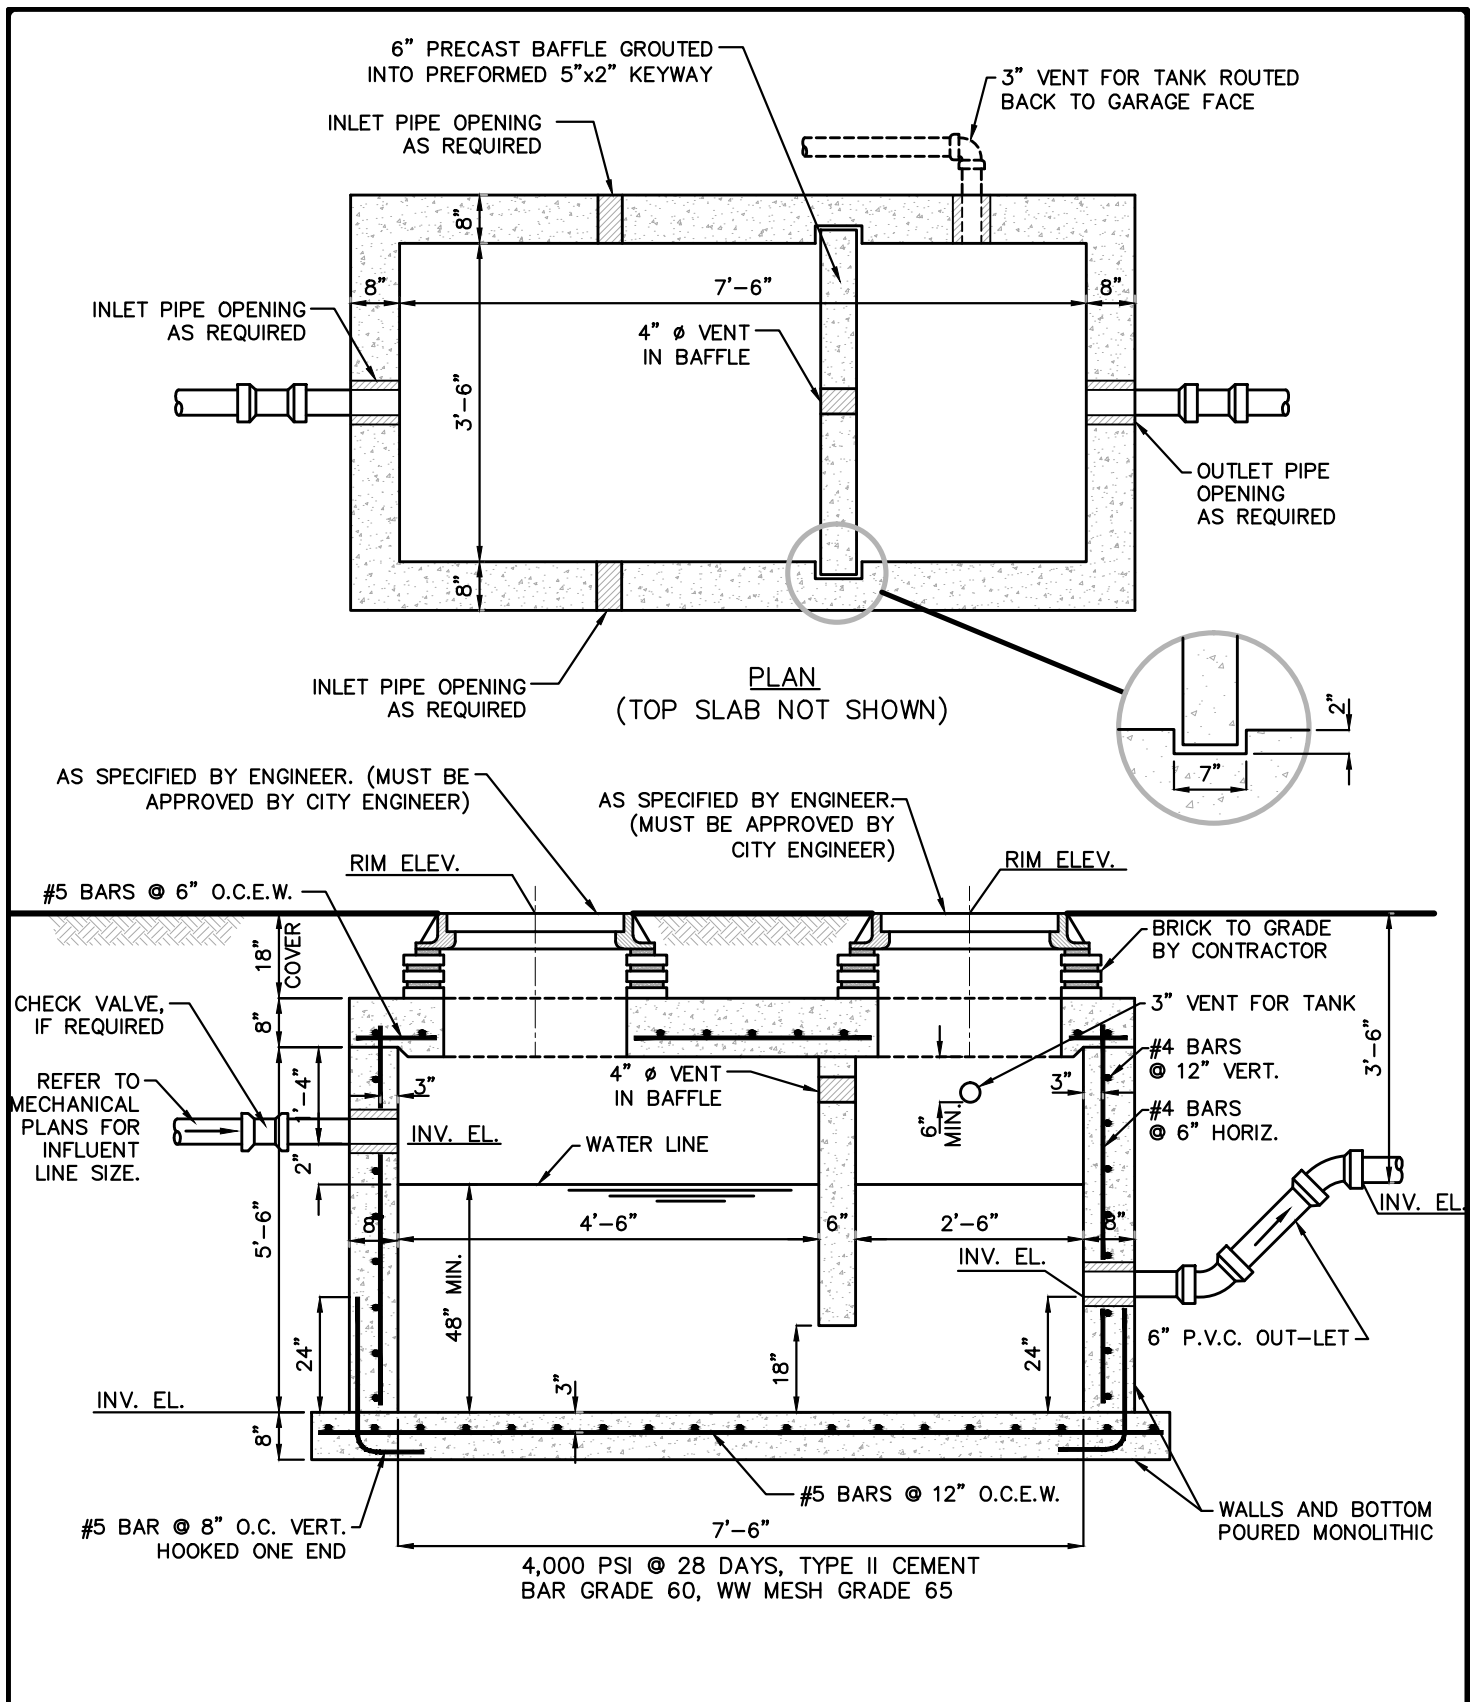 6” PRECAST BAFFLE GROUTED
INTO PREFORMED 5”x2” KEYWAY
3” VENT FOR TANK ROUTED
BACK TO GARAGE FACE
INLET PIPE OPENING
AS REQUIRED
8”
8”
7’-6”
8”
INLET PIPE OPENING
AS REQUIRED
4” ø VENT
IN BAFFLE
3’-6”
OUTLET PIPE
OPENING
AS REQUIRED
8”
INLET PIPE OPENING
AS REQUIRED
PLAN
(TOP SLAB NOT SHOWN)
2”
7”
AS SPECIFIED BY ENGINEER. (MUST BE
APPROVED BY CITY ENGINEER)
AS SPECIFIED BY ENGINEER.
(MUST BE APPROVED BY
CITY ENGINEER)
RIM ELEV.
RIM ELEV.
#5 BARS @ 6” O.C.E.W.
18”
COVER
BRICK TO GRADE
BY CONTRACTOR
CHECK VALVE,
IF REQUIRED
8”
3” VENT FOR TANK
3’-6”
#4 BARS
@ 12” VERT.
REFER TO
MECHANICAL
PLANS FOR
INFLUENT
LINE SIZE.
1’-4”
3”
4” ø VENT
IN BAFFLE
6”
MIN.
3”
#4 BARS
@ 6” HORIZ.
INV. EL.
WATER LINE
2”
5’-6”
8”
4’-6”
6”
2’-6”
8”
INV. EL.
INV. EL.
48” MIN.
24”
18”
24”
6” P.V.C. OUT-LET
3”
INV. EL.
8”
#5 BARS @ 12” O.C.E.W.
WALLS AND BOTTOM
POURED MONOLITHIC
#5 BAR @ 8” O.C. VERT.
HOOKED ONE END
7’-6”
4,000 PSI @ 28 DAYS, TYPE II CEMENT
BAR GRADE 60, WW MESH GRADE 65